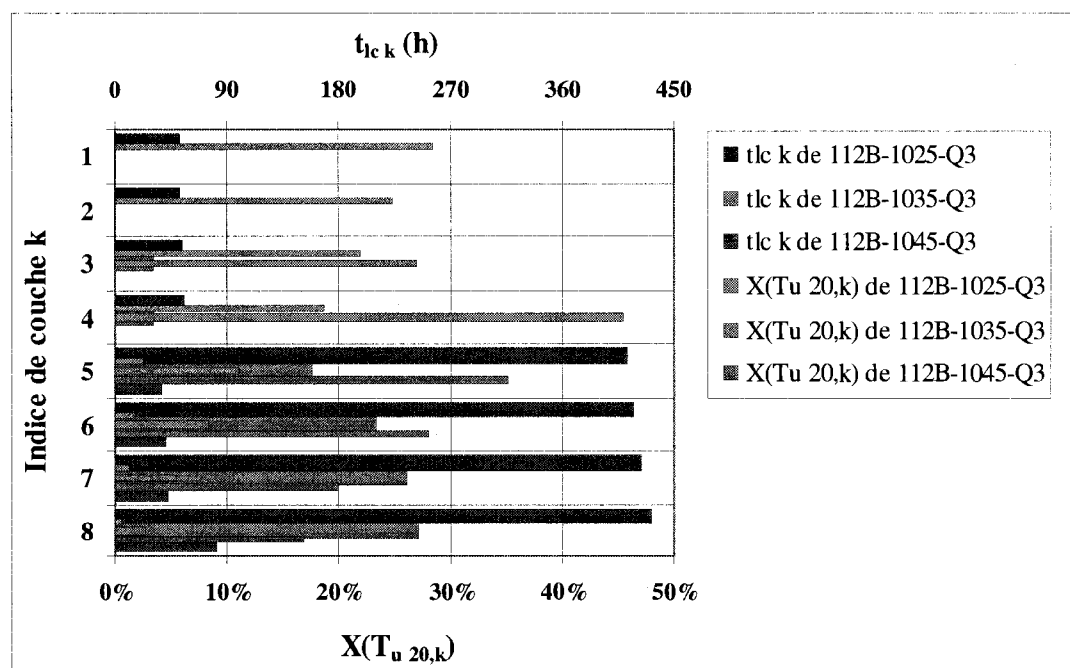 t_lc k (h)
0 90 180 270 360 450
Indice de couche k
1
2
3
4
5
6
7
8
0% 10% 20% 30% 40% 50%
X(T_u 20,k)
tlc k de 112B-1025-Q3
tlc k de 112B-1035-Q3
tlc k de 112B-1045-Q3
X(Tu 20,k) de 112B-1025-Q3
X(Tu 20,k) de 112B-1035-Q3
X(Tu 20,k) de 112B-1045-Q3